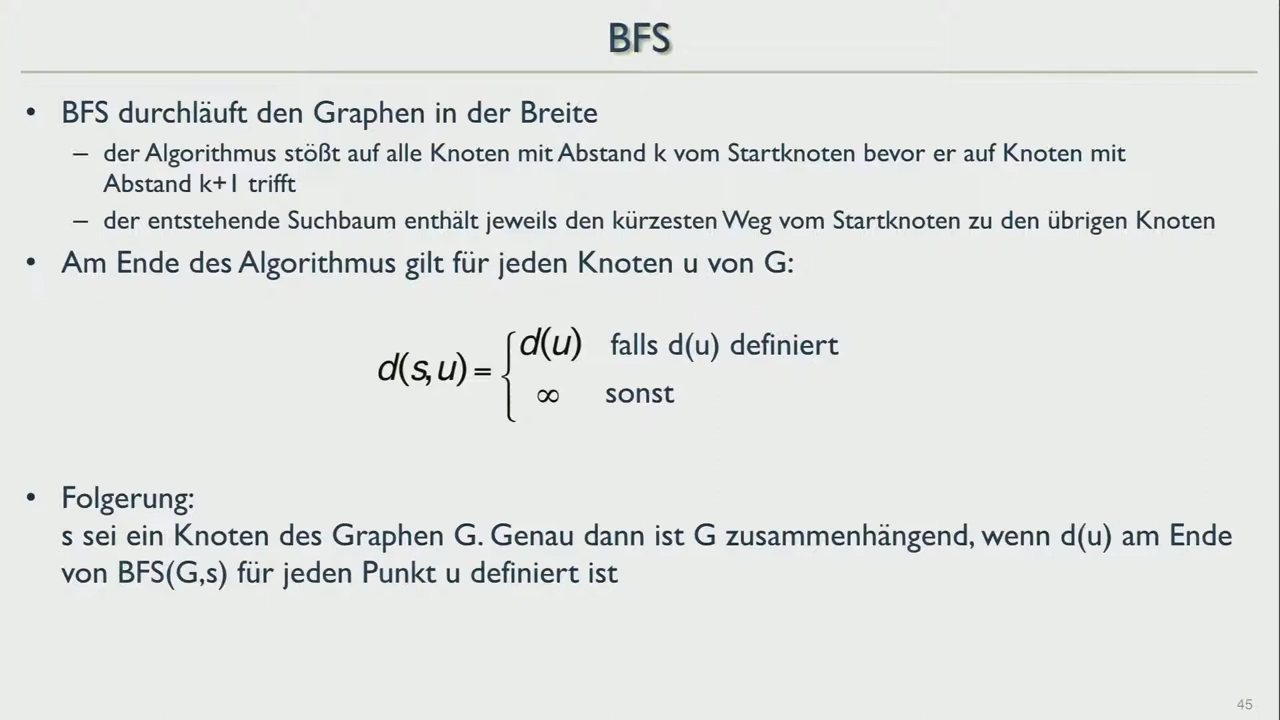 BFS
• BFS durchläuft den Graphen in der Breite
– der Algorithmus stößt auf alle Knoten mit Abstand k vom Startknoten bevor er auf Knoten mit
Abstand k+1 trifft
– der entstehende Suchbaum enthält jeweils den kürzesten Weg vom Startknoten zu den übrigen Knoten
• Am Ende des Algorithmus gilt für jeden Knoten u von G:
d(s,u) = { d(u) falls d(u) definiert
∞ sonst
• Folgerung:
s sei ein Knoten des Graphen G. Genau dann ist G zusammenhängend, wenn d(u) am Ende
von BFS(G,s) für jeden Punkt u definiert ist
45